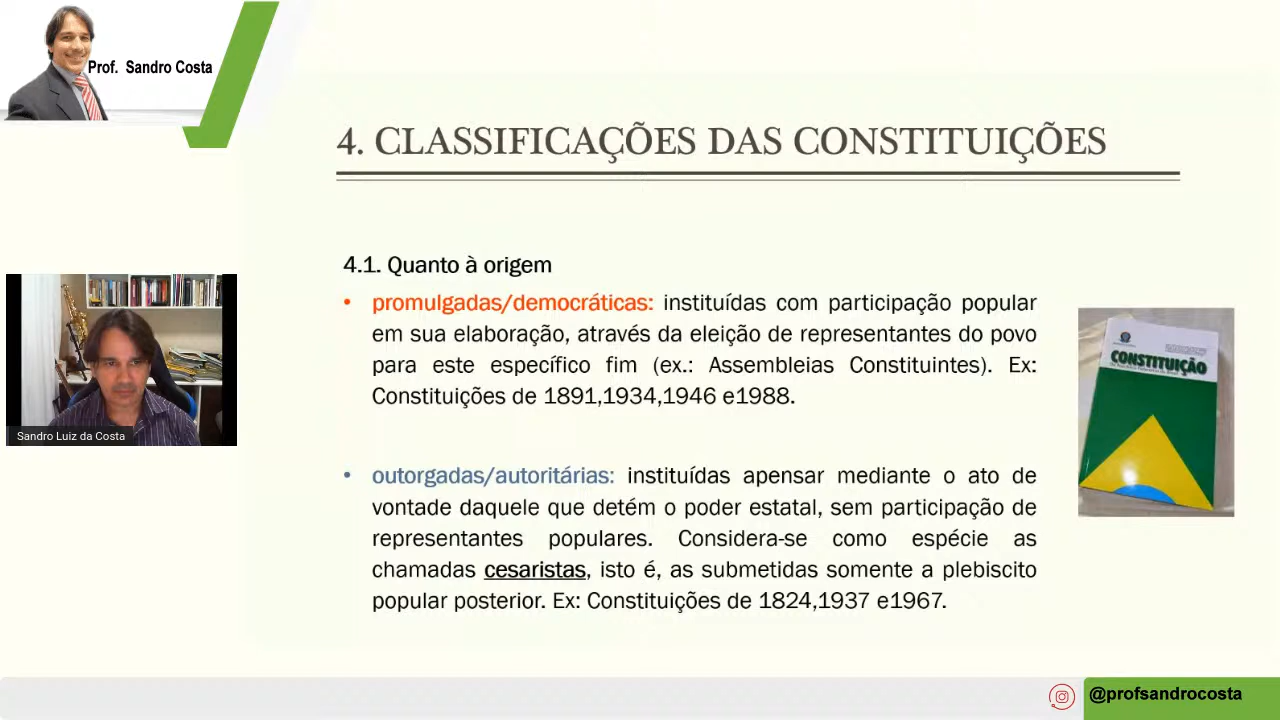 Prof. Sandro Costa
4. CLASSIFICAÇÕES DAS CONSTITUIÇÕES
4.1. Quanto à origem
• promulgadas/democráticas: instituídas com participação popular
em sua elaboração, através da eleição de representantes do povo
para este específico fim (ex.: Assembleias Constituintes). Ex:
Constituições de 1891,1934,1946 e1988.
• outorgadas/autoritárias: instituídas apensar mediante o ato de
vontade daquele que detém o poder estatal, sem participação de
representantes populares. Considera-se como espécie as
chamadas cesaristas, isto é, as submetidas somente a plebiscito
popular posterior. Ex: Constituições de 1824,1937 e1967.
CONSTITUIÇÃO
Sandro Luiz da Costa
@profsandrocosta